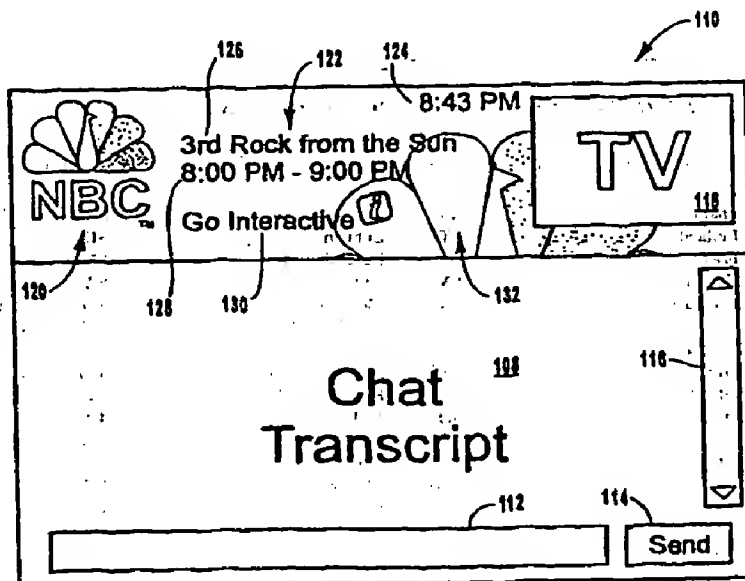 110
126
122
124
8:43 PM
3rd Rock from the Sun
8:00 PM - 9:00 PM
NBC™
TV
118
Go Interactive i
120
128
130
132
116
108
Chat
Transcript
112
114
Send